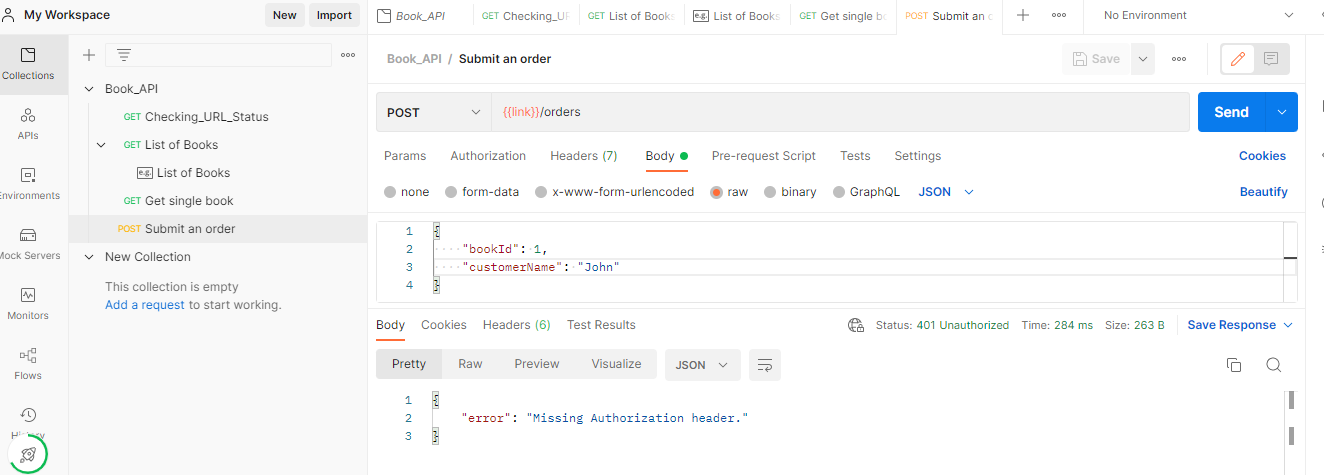 My Workspace
New
Import
Book_API
GET Checking_UR
GET List of Books
e.g. List of Books
GET Get single bo
POST Submit an o
No Environment
Collections
APIs
Environments
Mock Servers
Monitors
Flows
History
Book_API
GET Checking_URL_Status
GET List of Books
e.g. List of Books
GET Get single book
POST Submit an order
New Collection
This collection is empty
Add a request to start working.
Book_API / Submit an order
Save
POST
{{link}}/orders
Send
Params
Authorization
Headers (7)
Body
Pre-request Script
Tests
Settings
Cookies
none
form-data
x-www-form-urlencoded
raw
binary
GraphQL
JSON
Beautify
1 {
2 "bookId": 1,
3 "customerName": "John"
4 }
Body
Cookies
Headers (6)
Test Results
Status: 401 Unauthorized
Time: 284 ms
Size: 263 B
Save Response
Pretty
Raw
Preview
Visualize
JSON
1 {
2 "error": "Missing Authorization header."
3 }